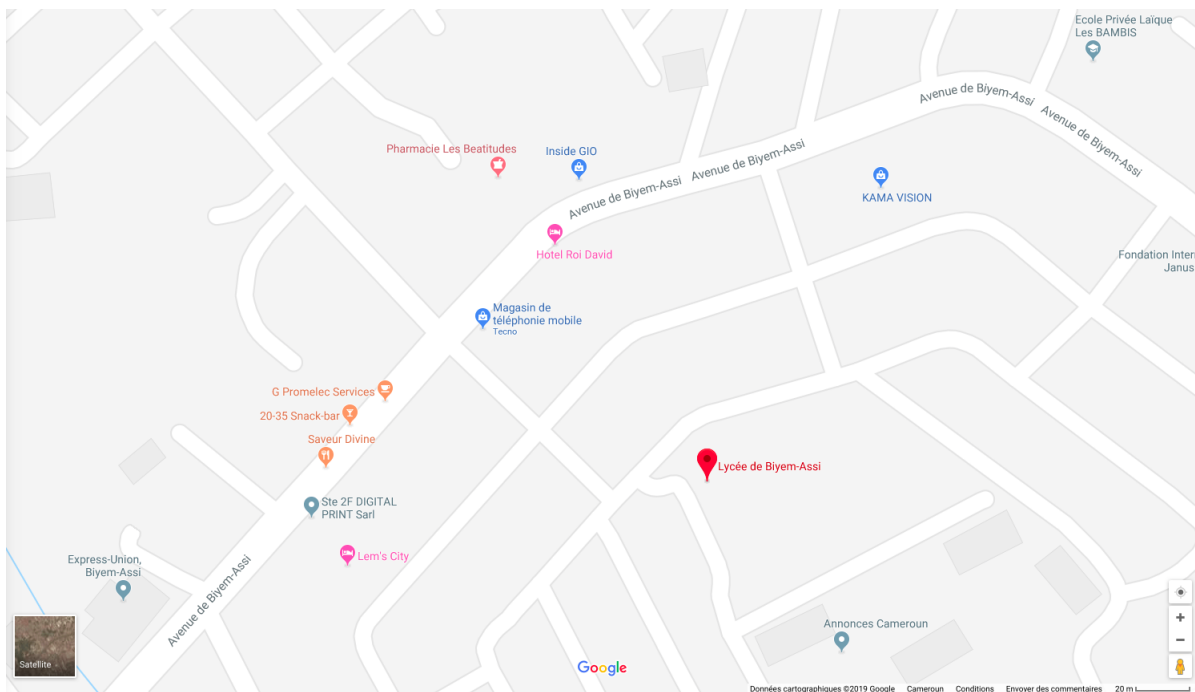 Ecole Privée Laïque
Les BAMBIS
Avenue de Biyem-Assi
Avenue de Biyem-Assi
Pharmacie Les Beatitudes
Inside GIO
Avenue de Biyem-Assi
Avenue de Biyem-Assi
KAMA VISION
Hotel Roi David
Fondation Inter
Janus
Magasin de
téléphonie mobile
Tecno
G Promelec Services
20-35 Snack-bar
Saveur Divine
Lycée de Biyem-Assi
Ste 2F DIGITAL
PRINT Sarl
Lem's City
Express-Union,
Biyem-Assi
Avenue de Biyem-Assi
Annonces Cameroun
Satellite
Google
Données cartographiques ©2019 Google Cameroun Conditions Envoyer des commentaires 20 m